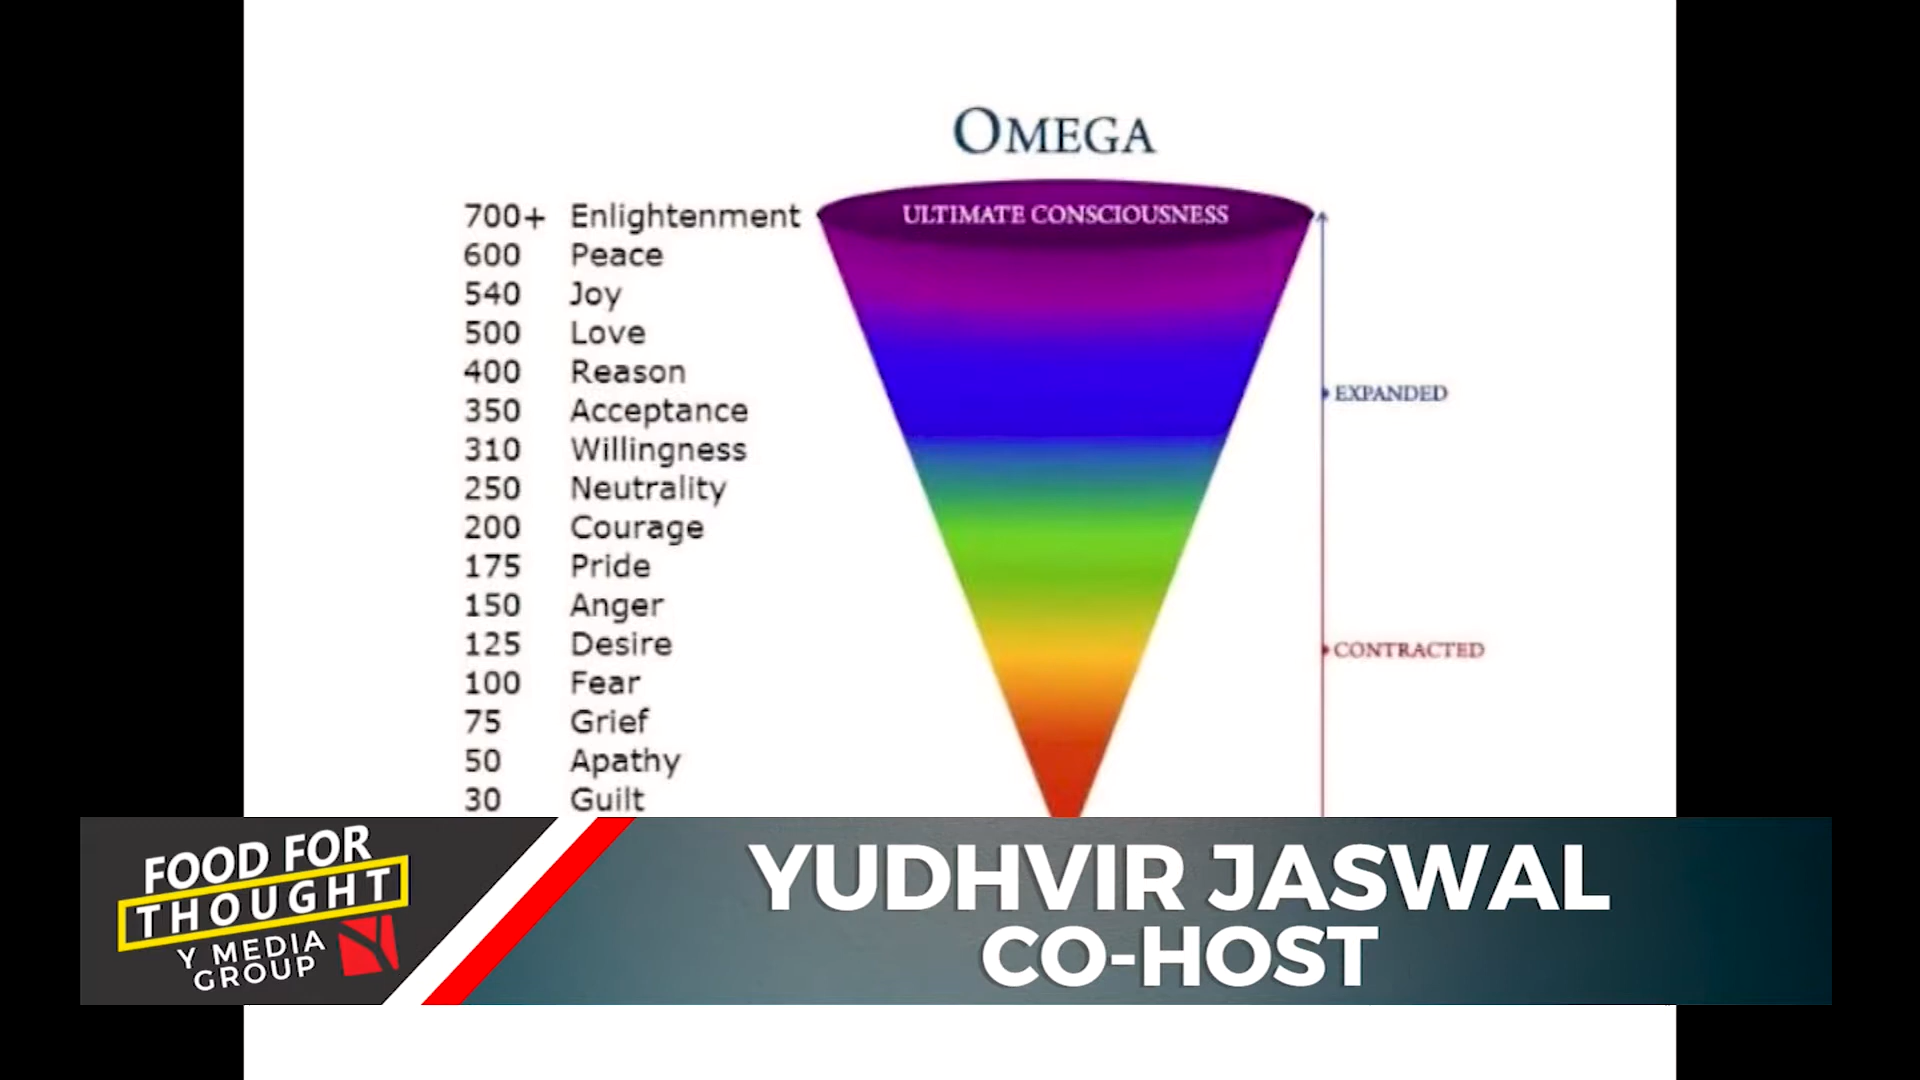 OMEGA
ULTIMATE CONSCIOUSNESS
700+ Enlightenment
600 Peace
540 Joy
500 Love
400 Reason
350 Acceptance
310 Willingness
250 Neutrality
200 Courage
175 Pride
150 Anger
125 Desire
100 Fear
75 Grief
50 Apathy
30 Guilt
EXPANDED
CONTRACTED
FOOD FOR
THOUGHT
Y MEDIA
GROUP
YUDHVIR JASWAL
CO-HOST